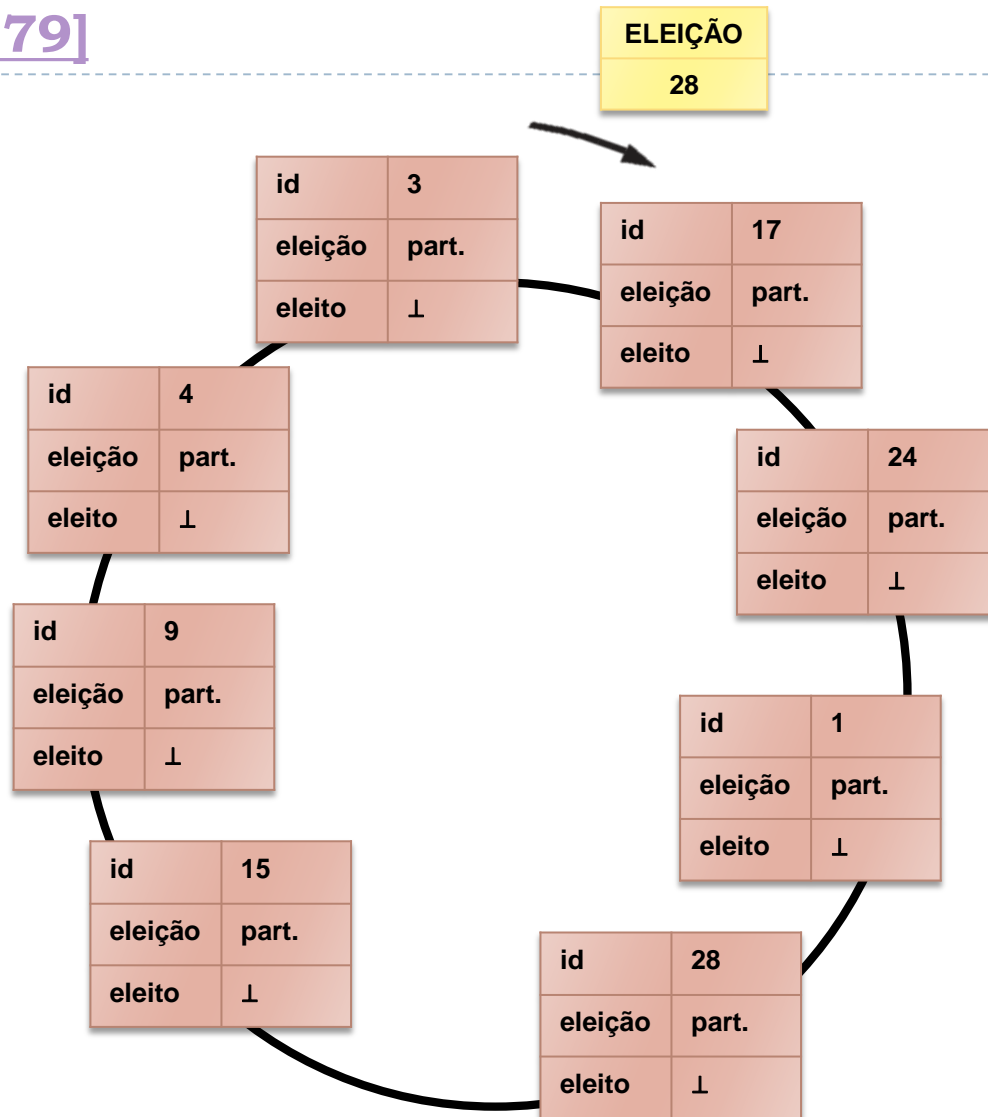 79]
ELEIÇÃO
28
id 3
eleição part.
eleito ⊥
id 17
eleição part.
eleito ⊥
id 4
eleição part.
eleito ⊥
id 24
eleição part.
eleito ⊥
id 9
eleição part.
eleito ⊥
id 1
eleição part.
eleito ⊥
id 15
eleição part.
eleito ⊥
id 28
eleição part.
eleito ⊥